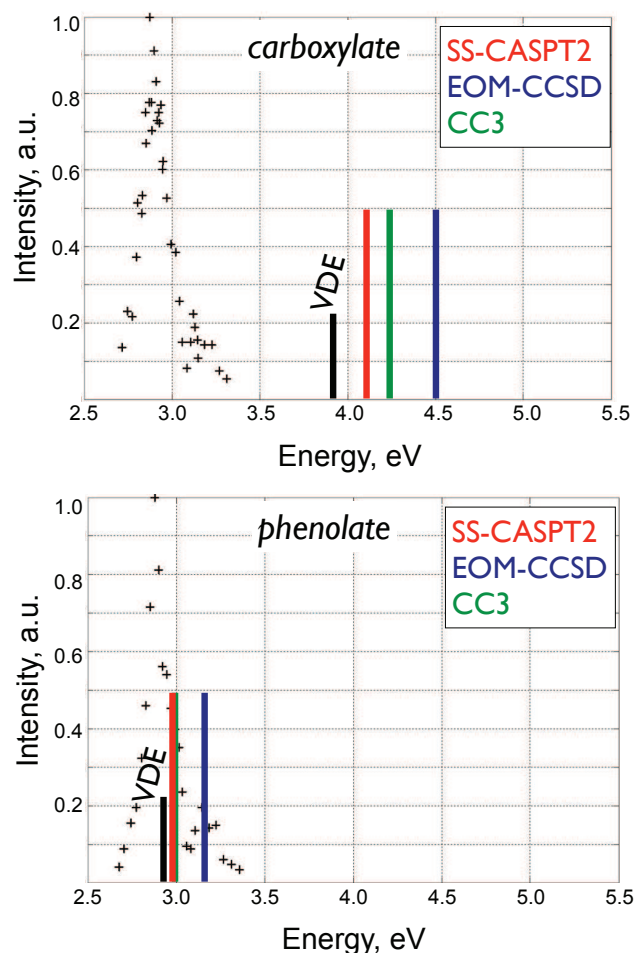 carboxylate
SS-CASPT2
EOM-CCSD
CC3
Intensity, a.u.
1.0
0.8
0.6
0.4
0.2
VDE
2.5 3.0 3.5 4.0 4.5 5.0 5.5
Energy, eV
phenolate
SS-CASPT2
EOM-CCSD
CC3
Intensity, a.u.
1.0
0.8
0.6
0.4
0.2
VDE
2.5 3.0 3.5 4.0 4.5 5.0 5.5
Energy, eV